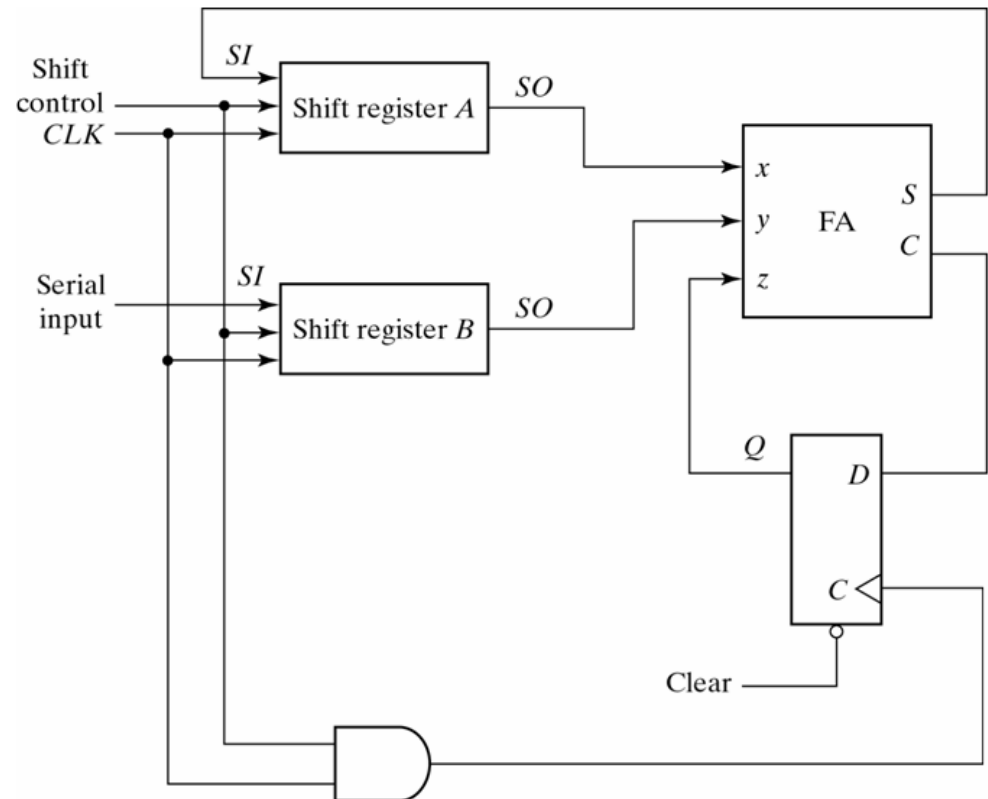 SI
Shift
control
CLK
Shift register A
SO
x
y
z
FA
S
C
Serial
input
SI
Shift register B
SO
Q
D
C
Clear